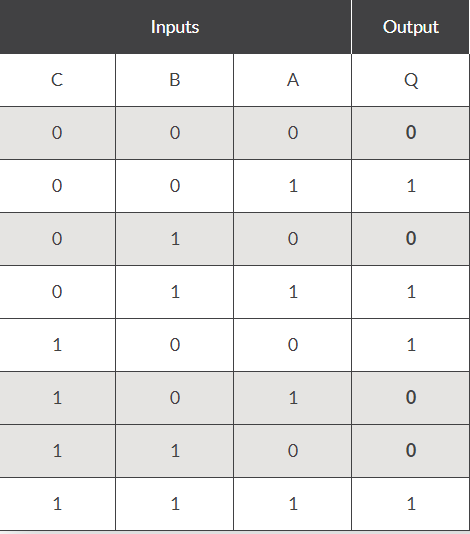 Inputs Output
C B A Q
0 0 0 0
0 0 1 1
0 1 0 0
0 1 1 1
1 0 0 1
1 0 1 0
1 1 0 0
1 1 1 1